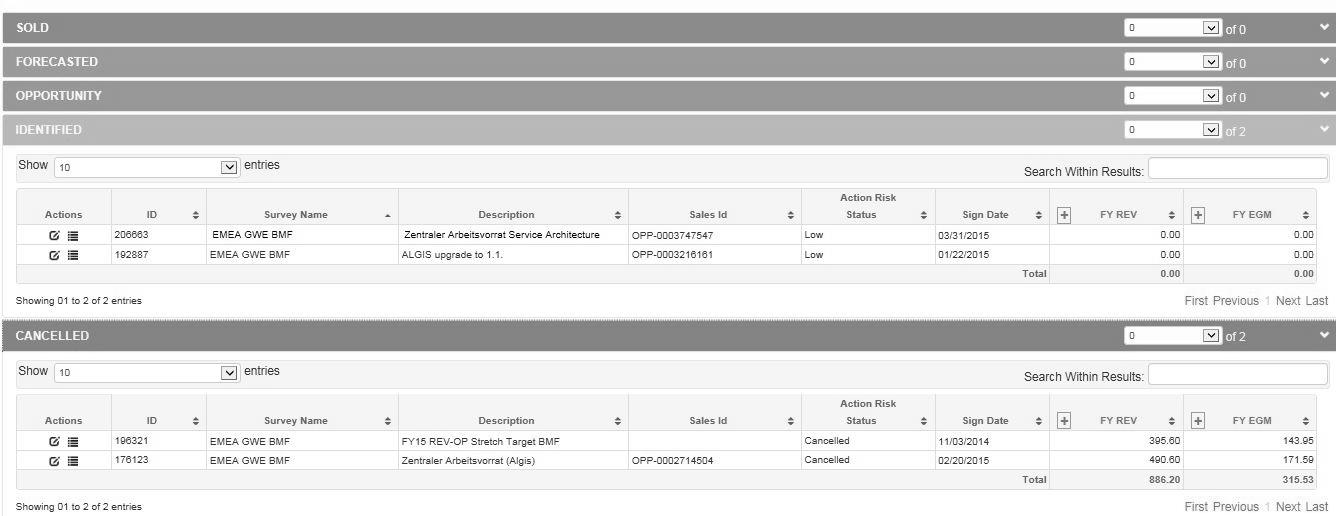 SOLD 0 of 0
FORECASTED 0 of 0
OPPORTUNITY 0 of 0
IDENTIFIED 0 of 2
Show 10 entries Search Within Results:
Actions ID Survey Name Description Sales Id Action Risk Status Sign Date + FY REV + FY EGM
206663 EMEA GWE BMF Zentraler Arbeitsvorrat Service Architecture OPP-0003747547 Low 03/31/2015 0.00 0.00
192887 EMEA GWE BMF ALGIS upgrade to 1.1. OPP-0003216161 Low 01/22/2015 0.00 0.00
Total 0.00 0.00
Showing 01 to 2 of 2 entries First Previous 1 Next Last
CANCELLED 0 of 2
Show 10 entries Search Within Results:
Actions ID Survey Name Description Sales Id Action Risk Status Sign Date + FY REV + FY EGM
196321 EMEA GWE BMF FY15 REV-OP Stretch Target BMF Cancelled 11/03/2014 395.60 143.95
176123 EMEA GWE BMF Zentraler Arbeitsvorrat (Algis) OPP-0002714504 Cancelled 02/20/2015 490.60 171.59
Total 886.20 315.53
Showing 01 to 2 of 2 entries First Previous 1 Next Last